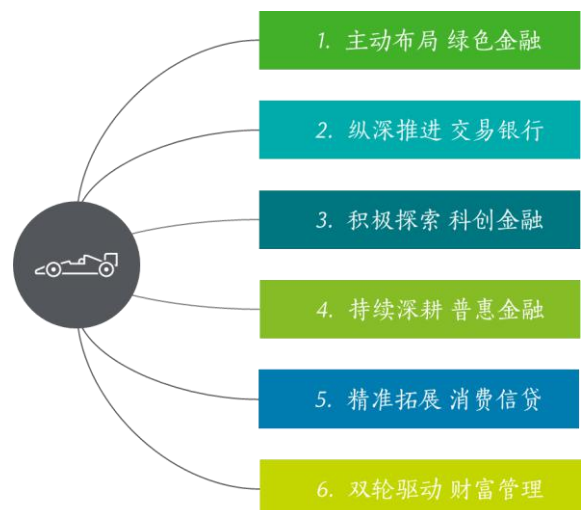 1. 主动布局 绿色金融
2. 纵深推进 交易银行
3. 积极探索 科创金融
4. 持续深耕 普惠金融
5. 精准拓展 消费信贷
6. 双轮驱动 财富管理